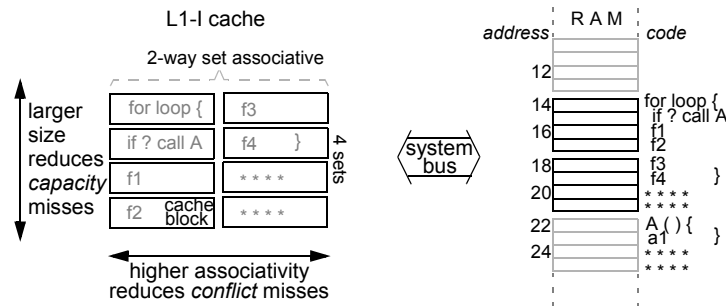 L1-I cache
2-way set associative
for loop {
f3
if ? call A
f4 }
f1
* * * *
f2 cache block
* * * *
4 sets
larger
size
reduces
capacity
misses
higher associativity
reduces conflict misses
system
bus
R A M
address
code
12
14
for loop {
if ? call A
16
f1
f2
18
f3
f4 }
20
* * * *
* * * *
22
A ( ) {
a1 }
24
* * * *
* * * *